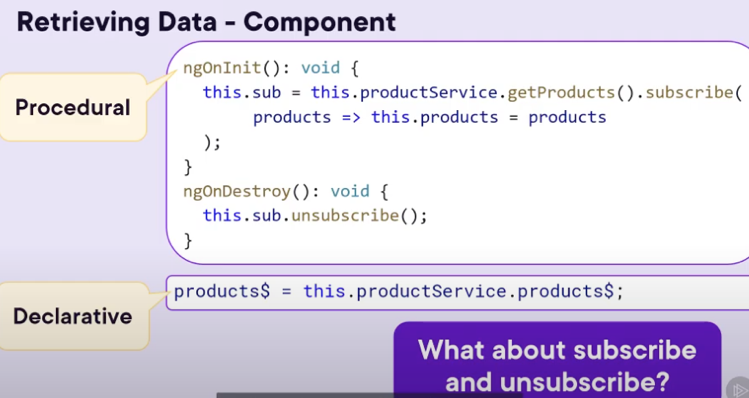 Retrieving Data - Component
Procedural
ngOnInit(): void {
this.sub = this.productService.getProducts().subscribe(
products => this.products = products
);
}
ngOnDestroy(): void {
this.sub.unsubscribe();
}
Declarative
products$ = this.productService.products$;
What about subscribe
and unsubscribe?